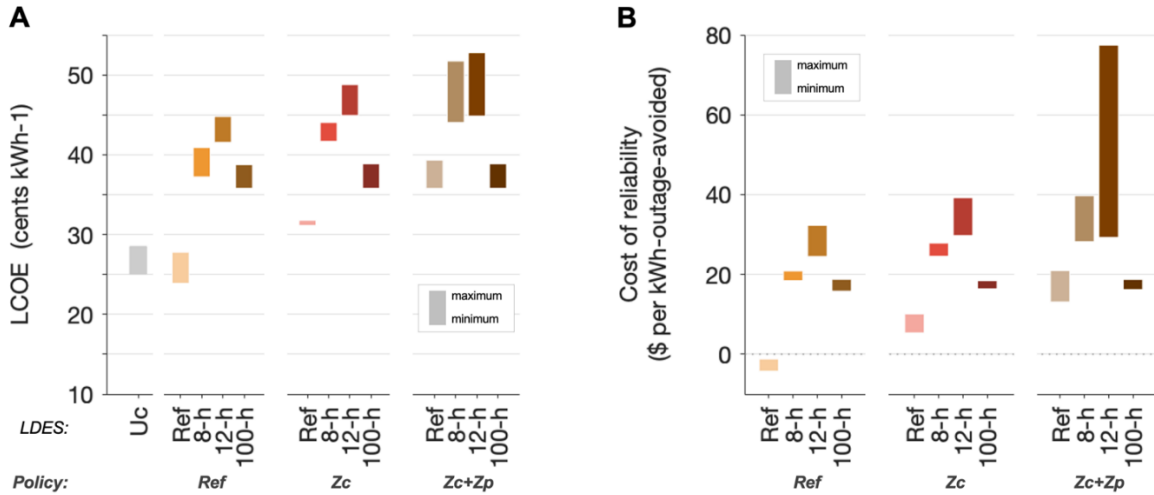 A
LCOE (cents kWh-1)
50
40
30
20
10
maximum
minimum
LDES:
Uc
Ref
8-h
12-h
100-h
Ref
8-h
12-h
100-h
Ref
8-h
12-h
100-h
Policy:
Ref
Zc
Zc+Zp
B
Cost of reliability
($ per kWh-outage-avoided)
80
60
40
20
0
maximum
minimum
Ref
8-h
12-h
100-h
Ref
8-h
12-h
100-h
Ref
8-h
12-h
100-h
Ref
Zc
Zc+Zp